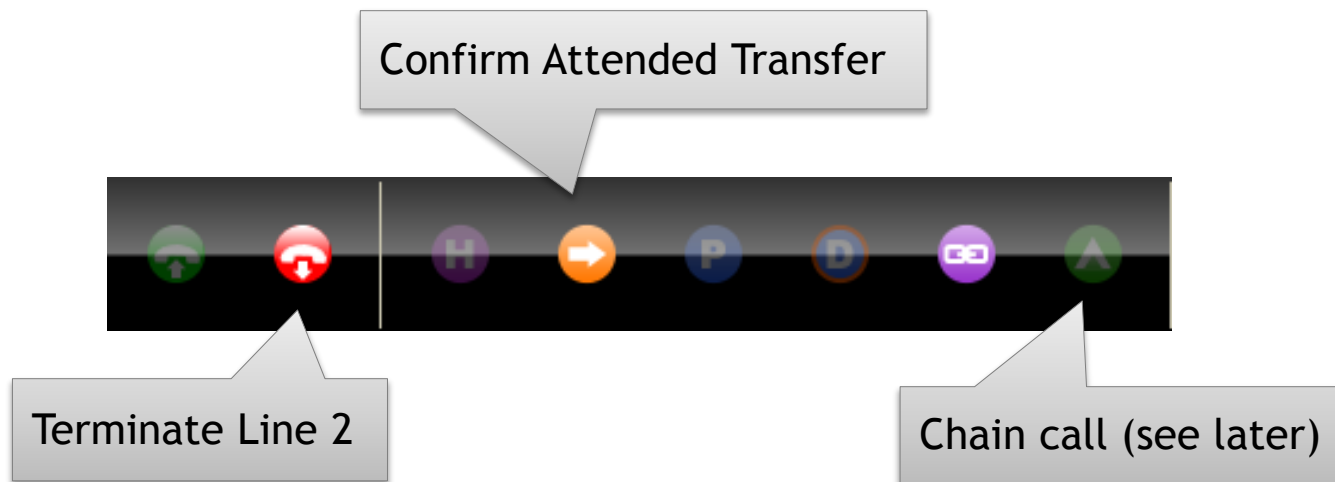 Confirm Attended Transfer
H P D
Terminate Line 2
Chain call (see later)